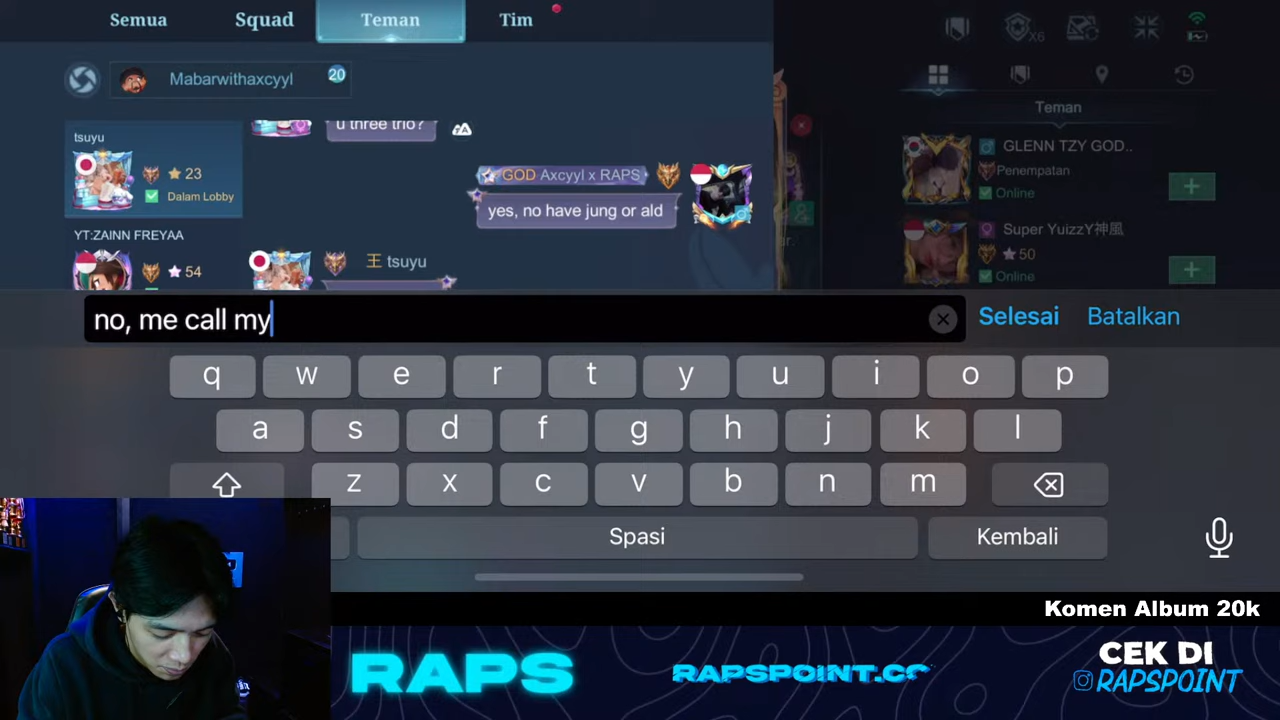 Semua Squad Teman Tim
Mabarwithaxcyyl 20
X6
Teman
tsuyu
23
Dalam Lobby
u three trio?
GOD Axcyyl x RAPS
yes, no have jung or ald
YT:ZAINN FREYAA
54
王 tsuyu
GLENN TZY GOD..
Penempatan
Online
Super YuizzY神風
50
Online
no, me call my
Selesai Batalkan
q w e r t y u i o p
a s d f g h j k l
z x c v b n m
Spasi Kembali
Komen Album 20k
RAPS
RAPSPOINT.CO
CEK DI
RAPSPOINT